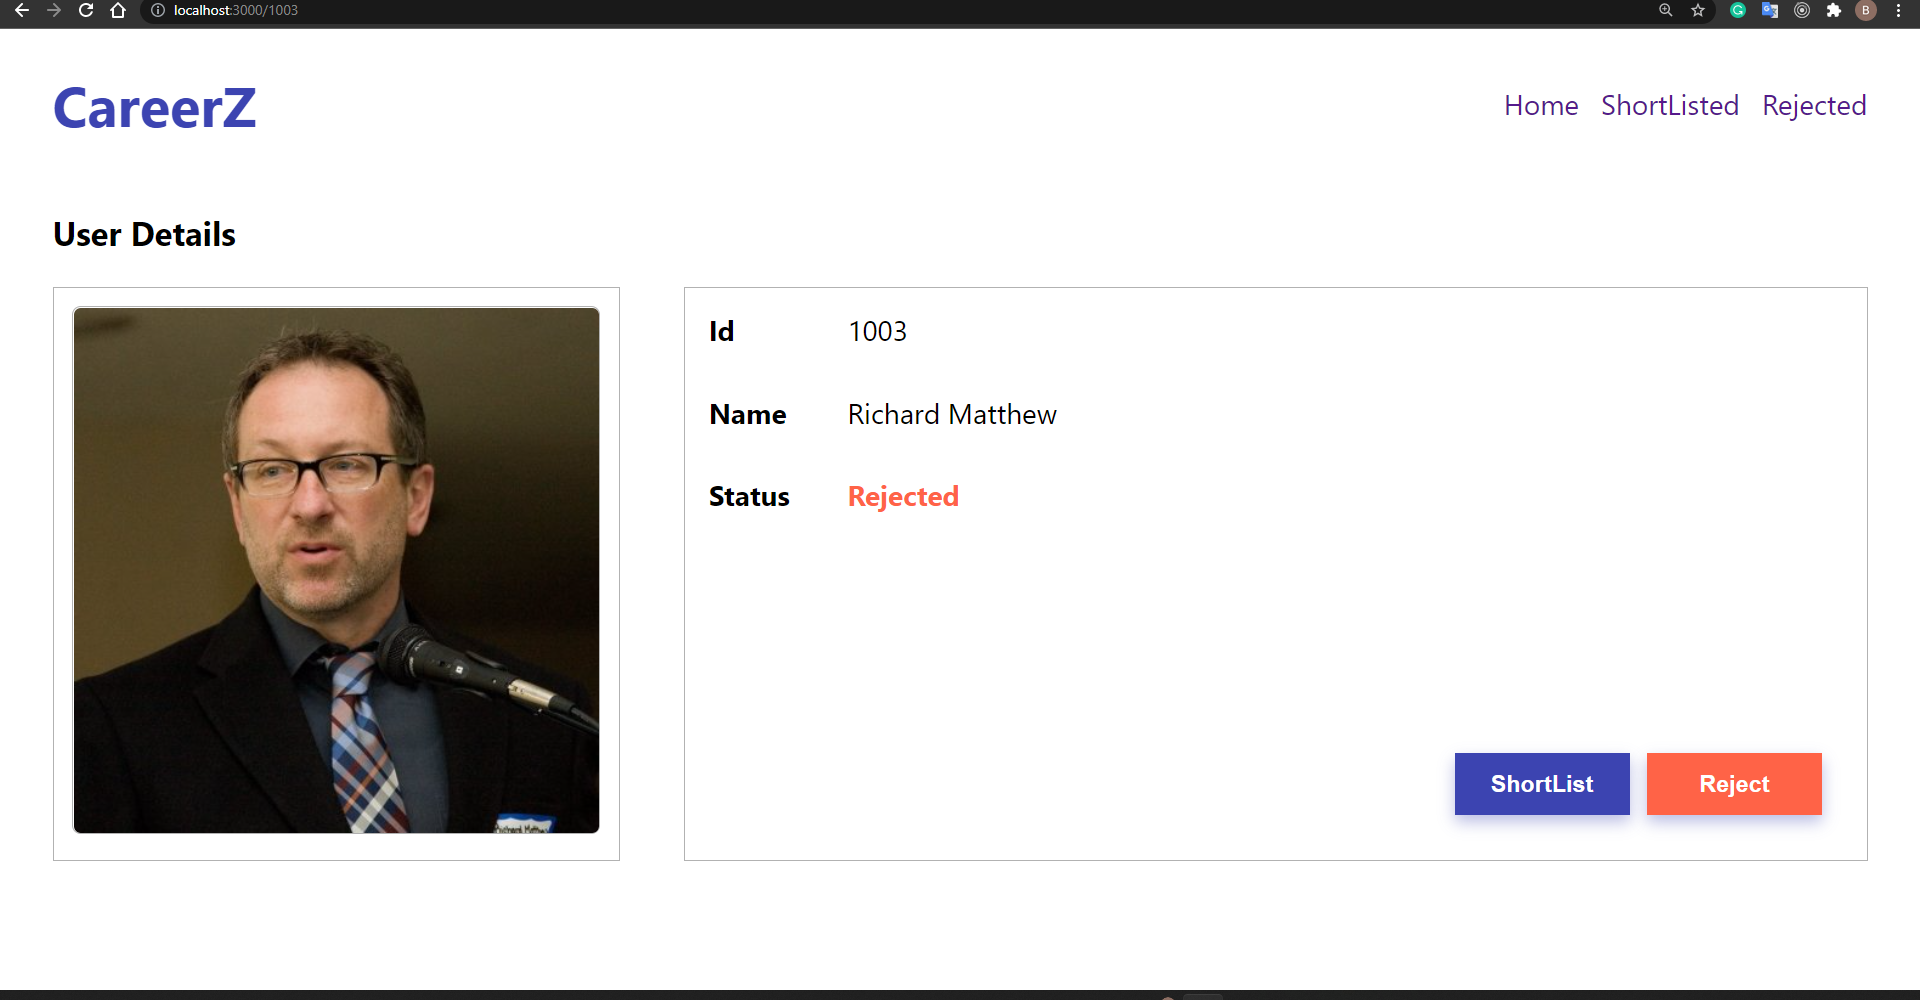 localhost:3000/1003
B
CareerZ
Home ShortListed Rejected
User Details
Id 1003
Name Richard Matthew
Status Rejected
ShortList Reject